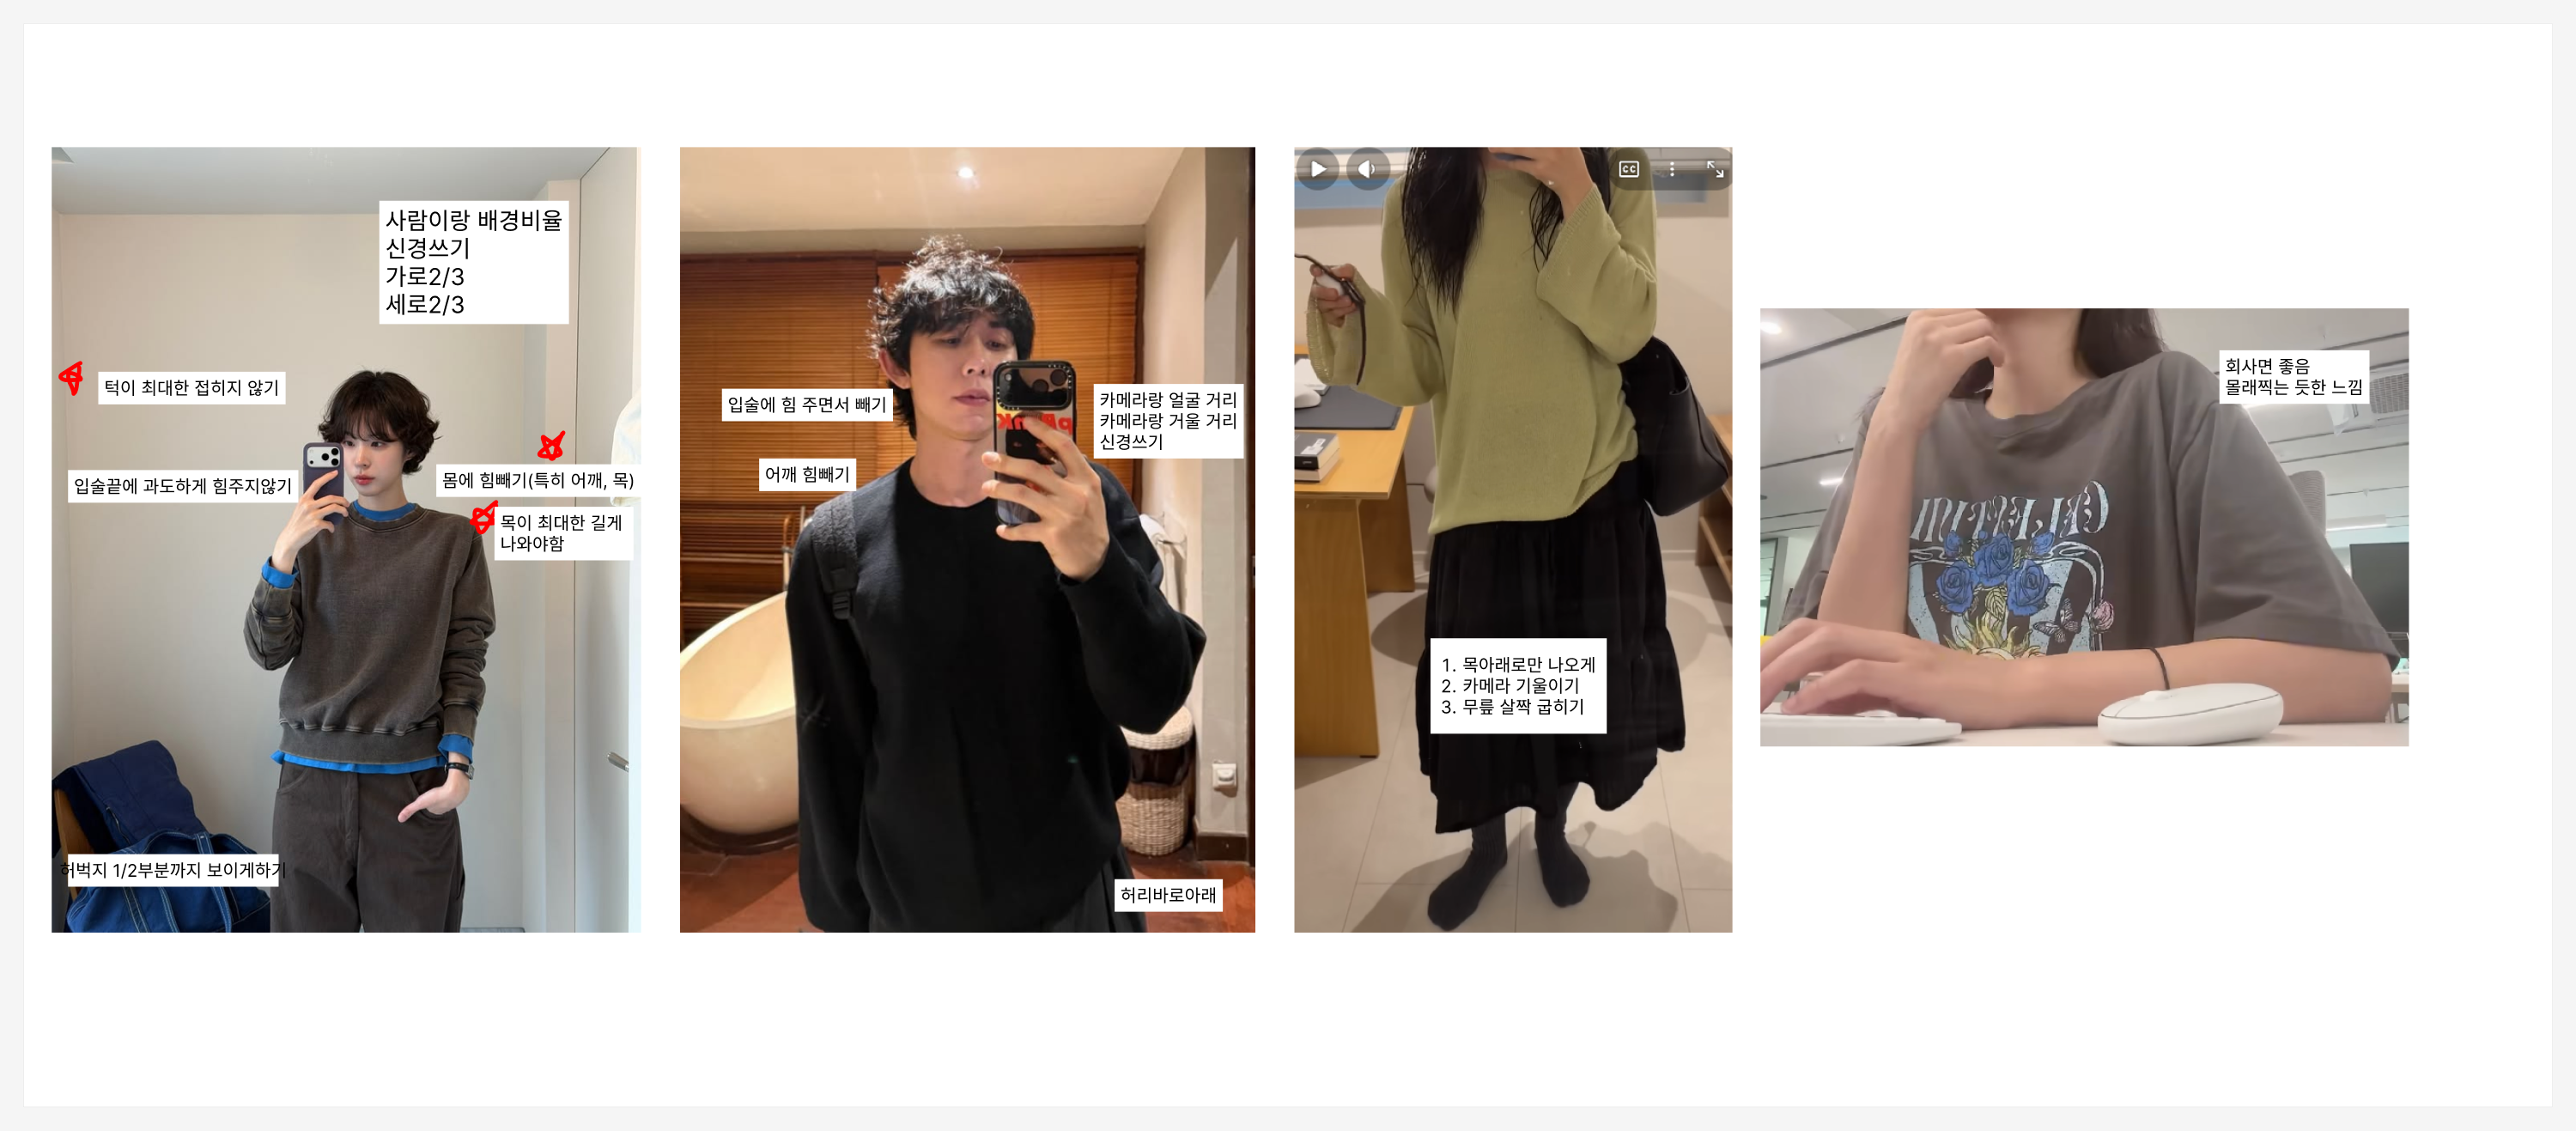 사람이랑 배경비율
신경쓰기
가로2/3
세로2/3
턱이 최대한 접히지 않기
입술끝에 과도하게 힘주지않기
몸에 힘빼기(특히 어깨, 목)
목이 최대한 길게
나와야함
허벅지 1/2부분까지 보이게하기
입술에 힘 주면서 빼기
어깨 힘빼기
카메라랑 얼굴 거리
카메라랑 거울 거리
신경쓰기
허리바로아래
CC
1. 목아래로만 나오게
2. 카메라 기울이기
3. 무릎 살짝 굽히기
회사면 좋음
몰래찍는 듯한 느낌